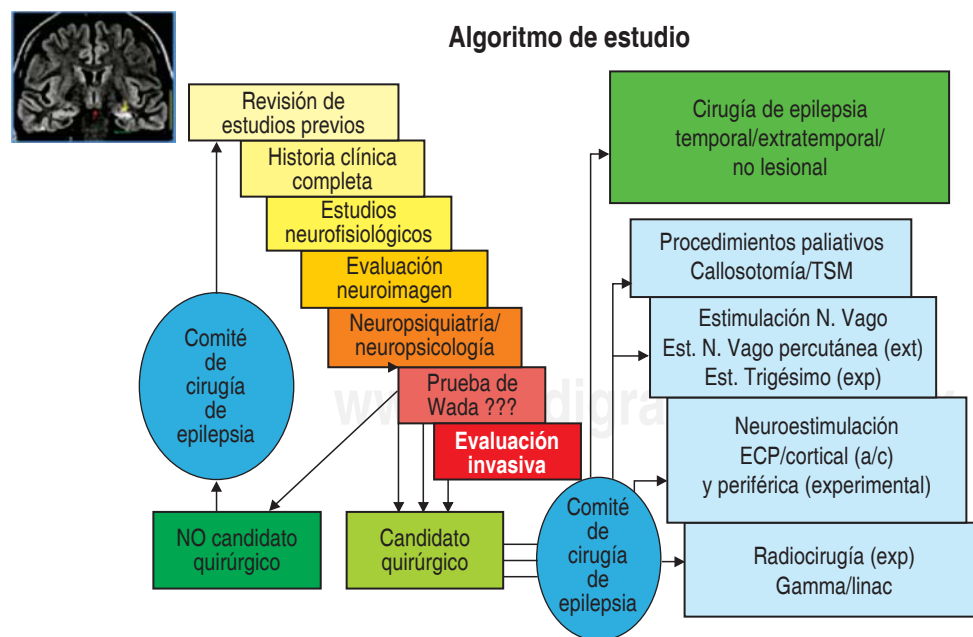 Algoritmo de estudio
Revisión de
estudios previos
Historia clínica
completa
Estudios
neurofisiológicos
Evaluación
neuroimagen
Neuropsiquiatría/
neuropsicología
Prueba de
Wada ???
Evaluación
invasiva
Comité
de
cirugía de
epilepsia
NO candidato
quirúrgico
Candidato
quirúrgico
Comité
de
cirugía de
epilepsia
Cirugía de epilepsia
temporal/extratemporal/
no lesional
Procedimientos paliativos
Callosotomía/TSM
Estimulación N. Vago
Est. N. Vago percutánea (ext)
Est. Trigésimo (exp)
Neuroestimulación
ECP/cortical (a/c)
y periférica (experimental)
Radiocirugía (exp)
Gamma/linac